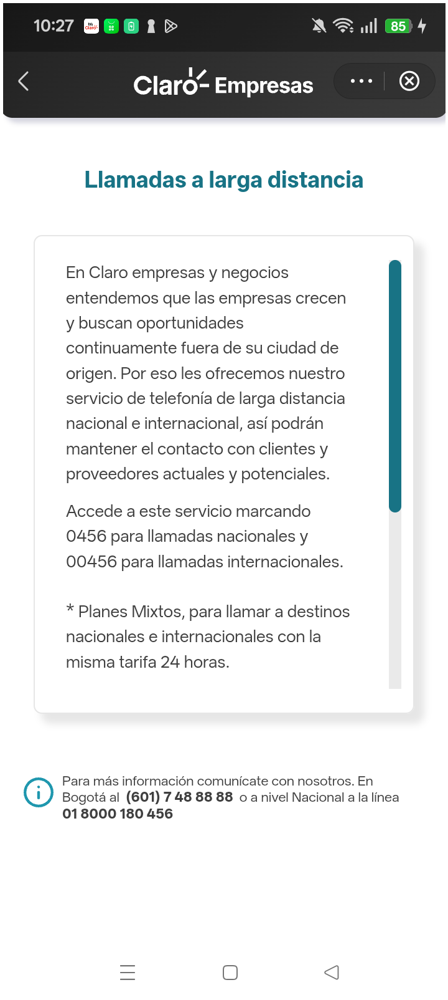 10:27
Mi
Claro
85
Claro Empresas
Llamadas a larga distancia
En Claro empresas y negocios
entendemos que las empresas crecen
y buscan oportunidades
continuamente fuera de su ciudad de
origen. Por eso les ofrecemos nuestro
servicio de telefonía de larga distancia
nacional e internacional, así podrán
mantener el contacto con clientes y
proveedores actuales y potenciales.
Accede a este servicio marcando
0456 para llamadas nacionales y
00456 para llamadas internacionales.
* Planes Mixtos, para llamar a destinos
nacionales e internacionales con la
misma tarifa 24 horas.
Para más información comunícate con nosotros. En
Bogotá al (601) 7 48 88 88 o a nivel Nacional a la línea
01 8000 180 456